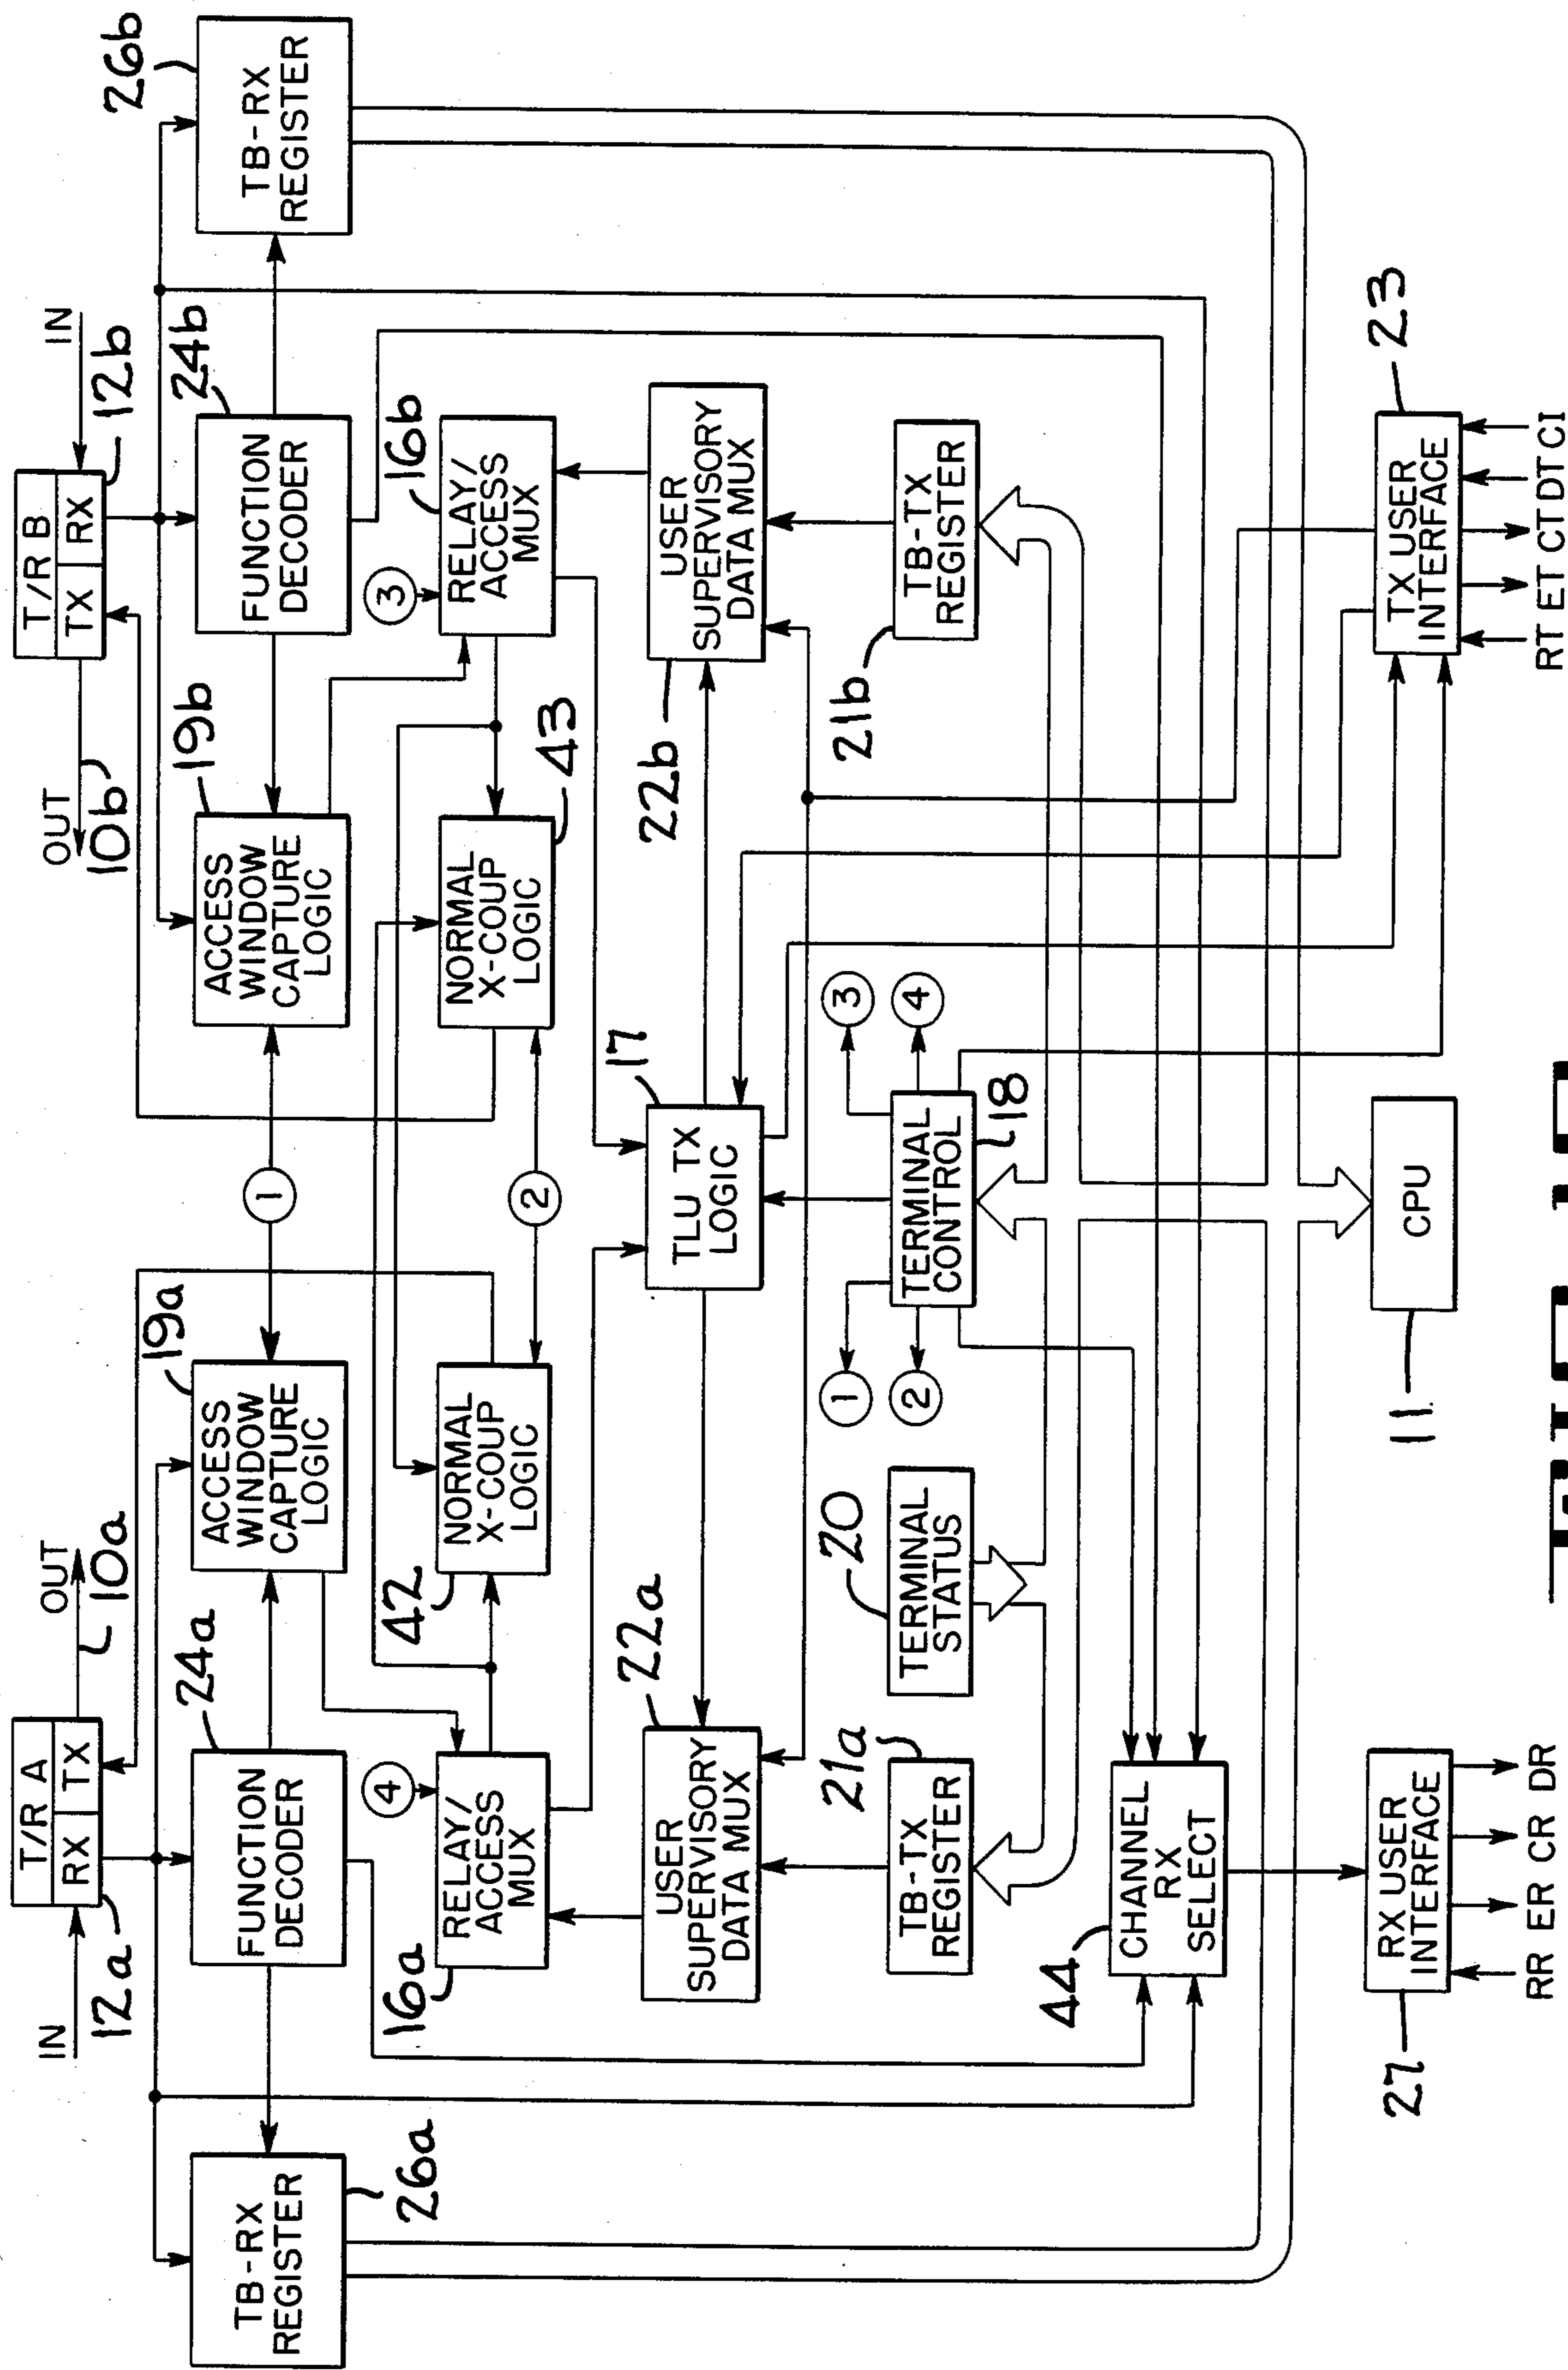 IN
12a
T/R A
RX TX
OUT
10a
OUT
10b
T/R B
TX RX
IN
12b
26a
TB-RX
REGISTER
24a
FUNCTION
DECODER
19a
ACCESS
WINDOW
CAPTURE
LOGIC
1
19b
ACCESS
WINDOW
CAPTURE
LOGIC
24b
FUNCTION
DECODER
26b
TB-RX
REGISTER
16a
4
RELAY/
ACCESS
MUX
42
NORMAL
X-COUP
LOGIC
2
43
NORMAL
X-COUP
LOGIC
3
16b
RELAY/
ACCESS
MUX
22a
USER
SUPERVISORY
DATA MUX
17
TLU TX
LOGIC
22b
USER
SUPERVISORY
DATA MUX
21a
TB-TX
REGISTER
20
TERMINAL
STATUS
1
2
TERMINAL
CONTROL
18
3
4
21b
TB-TX
REGISTER
44
CHANNEL
RX
SELECT
27
RX USER
INTERFACE
RR ER CR DR
11
CPU
23
TX USER
INTERFACE
RT ET CT DT CI